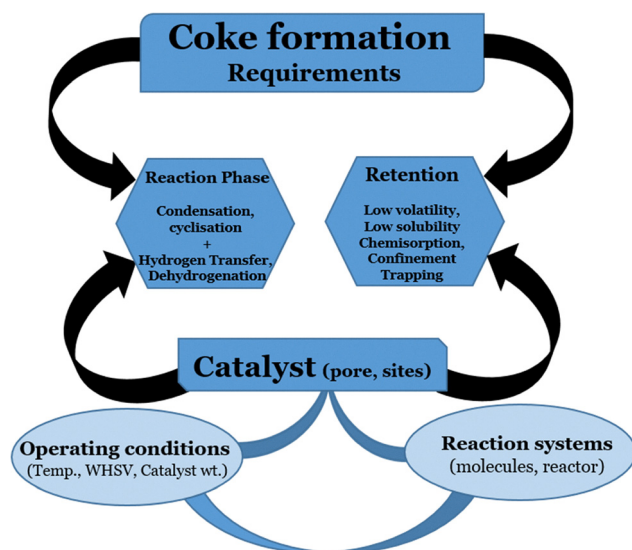 Coke formation
Requirements
Reaction Phase
Condensation,
cyclisation
+
Hydrogen Transfer,
Dehydrogenation
Retention
Low volatility,
Low solubility
Chemisorption,
Confinement
Trapping
Catalyst (pore, sites)
Operating conditions
(Temp., WHSV, Catalyst wt.)
Reaction systems
(molecules, reactor)